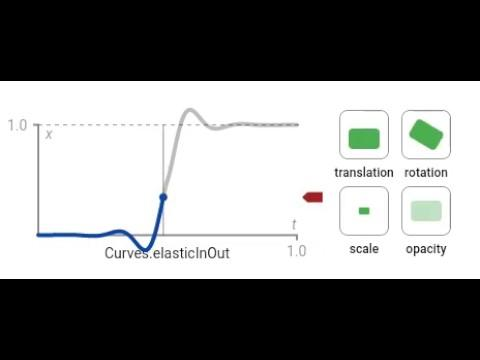 1.0
x
translation rotation
t
Curves.elasticInOut
1.0
scale opacity